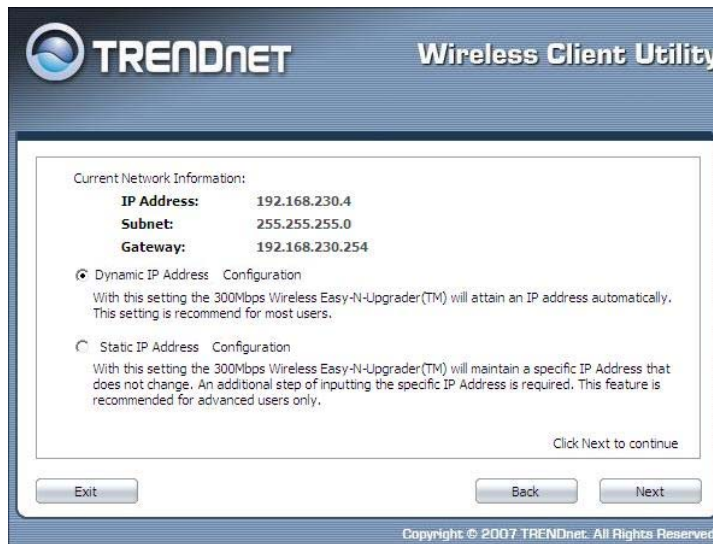 TRENDNET
Wireless Client Utility
Current Network Information:
IP Address: 192.168.230.4
Subnet: 255.255.255.0
Gateway: 192.168.230.254
Dynamic IP Address Configuration
With this setting the 300Mbps Wireless Easy-N-Upgrader(TM) will attain an IP address automatically.
This setting is recommend for most users.
Static IP Address Configuration
With this setting the 300Mbps Wireless Easy-N-Upgrader(TM) will maintain a specific IP Address that
does not change. An additional step of inputting the specific IP Address is required. This feature is
recommended for advanced users only.
Click Next to continue
Exit
Back
Next
Copyright © 2007 TRENDnet. All Rights Reserved